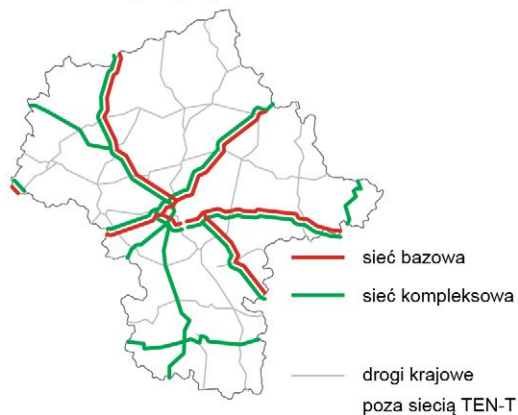 sieć bazowa
sieć kompleksowa
drogi krajowe
poza siecią TEN-T